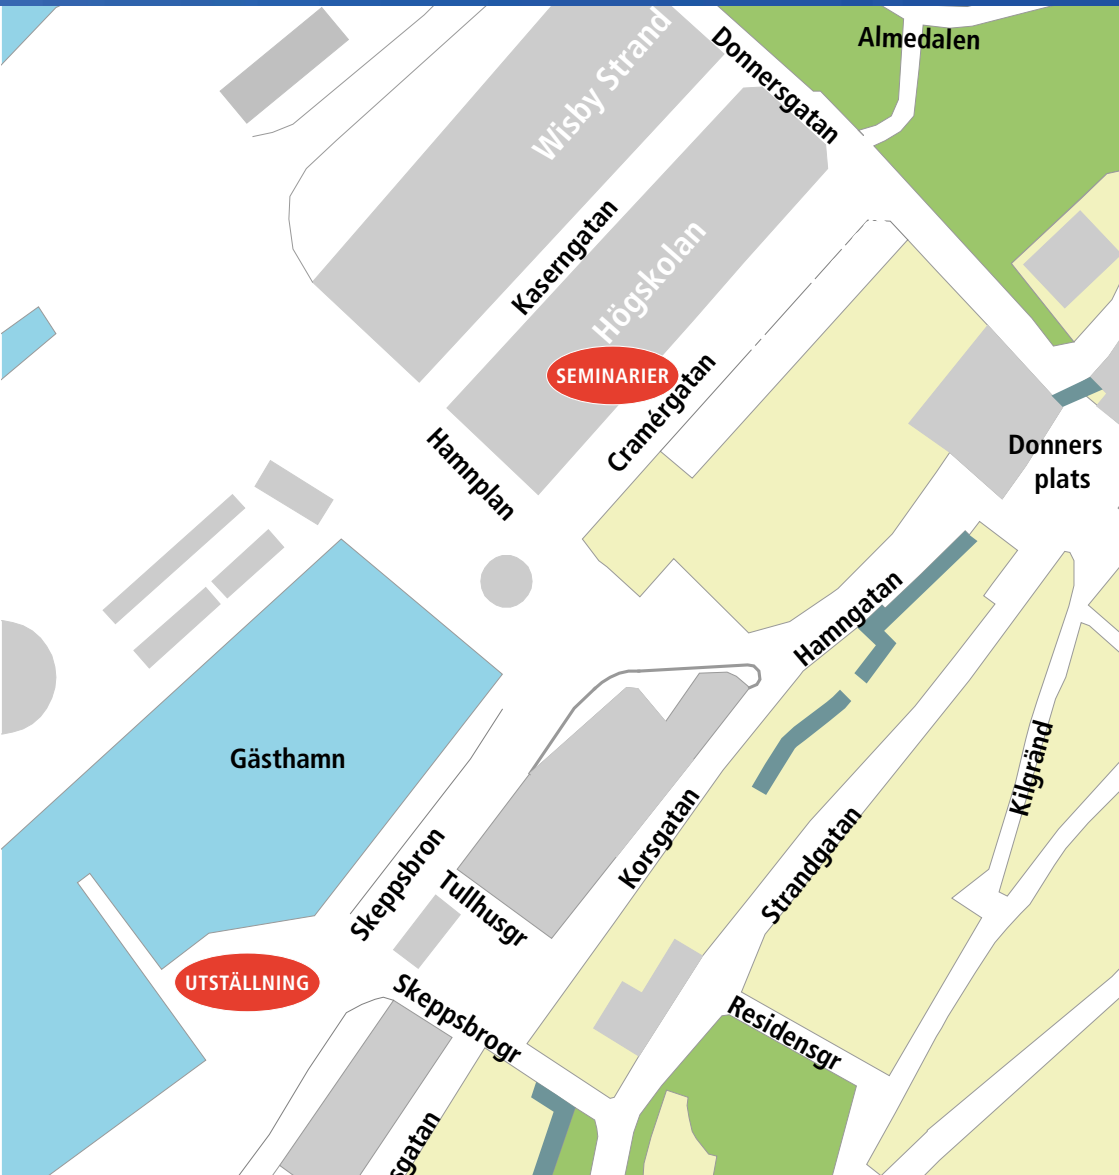 Almedalen
Donnersgatan
Wisby Strand
Kaserngatan
Högskolan
SEMINARIER
Cramérgatan
Hamnplan
Donners
plats
Hamngatan
Gästhamn
Kilgränd
Korsgatan
Strandgatan
Skeppsbron
Tullhusgr
UTSTÄLLNING
Skeppsbrogr
Residensgr
sgatan